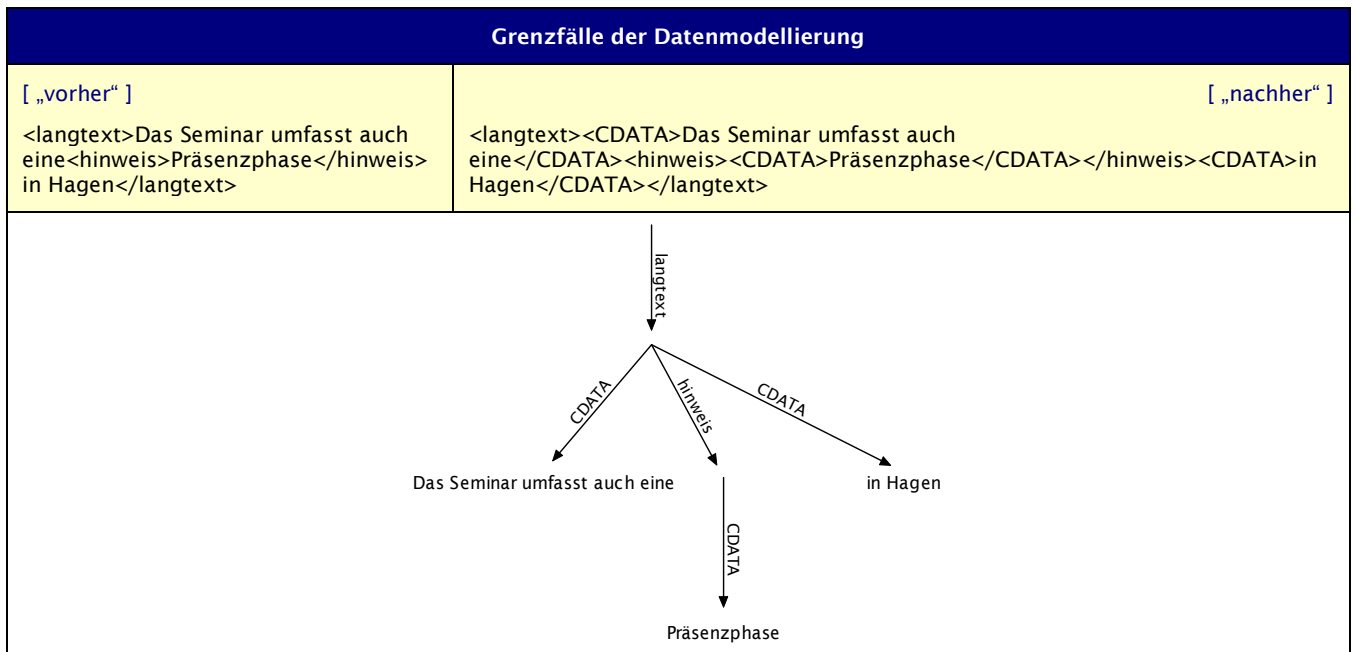 Grenzfälle der Datenmodellierung
[ „vorher“ ]
<langtext>Das Seminar umfasst auch
eine<hinweis>Präsenzphase</hinweis>
in Hagen</langtext>
[ „nachher“ ]
<langtext><CDATA>Das Seminar umfasst auch
eine</CDATA><hinweis><CDATA>Präsenzphase</CDATA></hinweis><CDATA>in
Hagen</CDATA></langtext>
langtext
CDATA
hinweis
CDATA
Das Seminar umfasst auch eine
in Hagen
CDATA
Präsenzphase